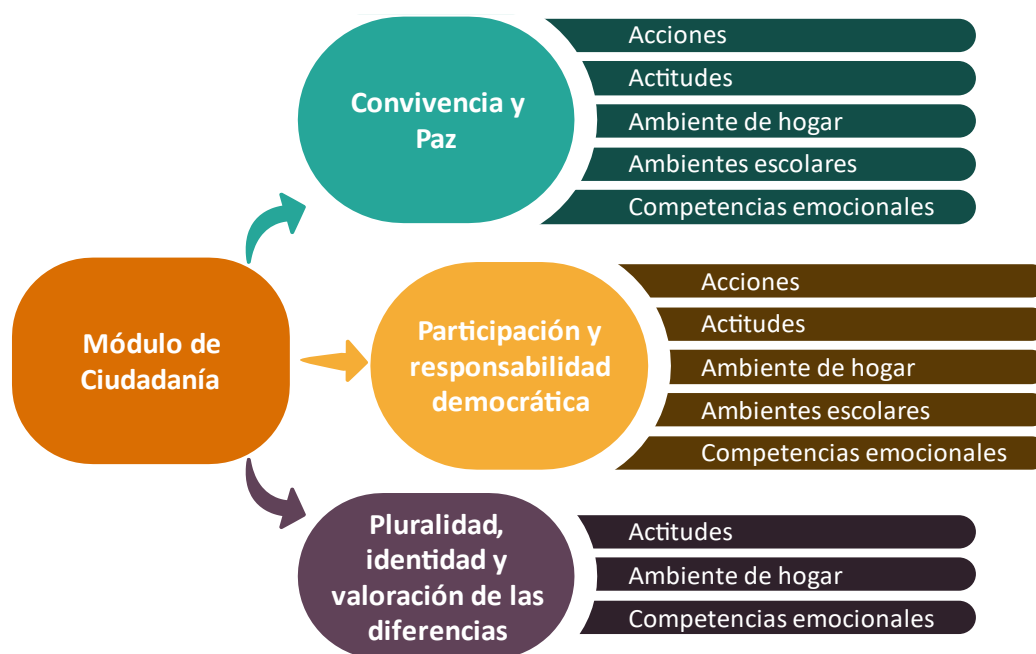 Módulo de
Ciudadanía
Convivencia y
Paz
Acciones
Actitudes
Ambiente de hogar
Ambientes escolares
Competencias emocionales
Participación y
responsabilidad
democrática
Acciones
Actitudes
Ambiente de hogar
Ambientes escolares
Competencias emocionales
Pluralidad,
identidad y
valoración de las
diferencias
Actitudes
Ambiente de hogar
Competencias emocionales